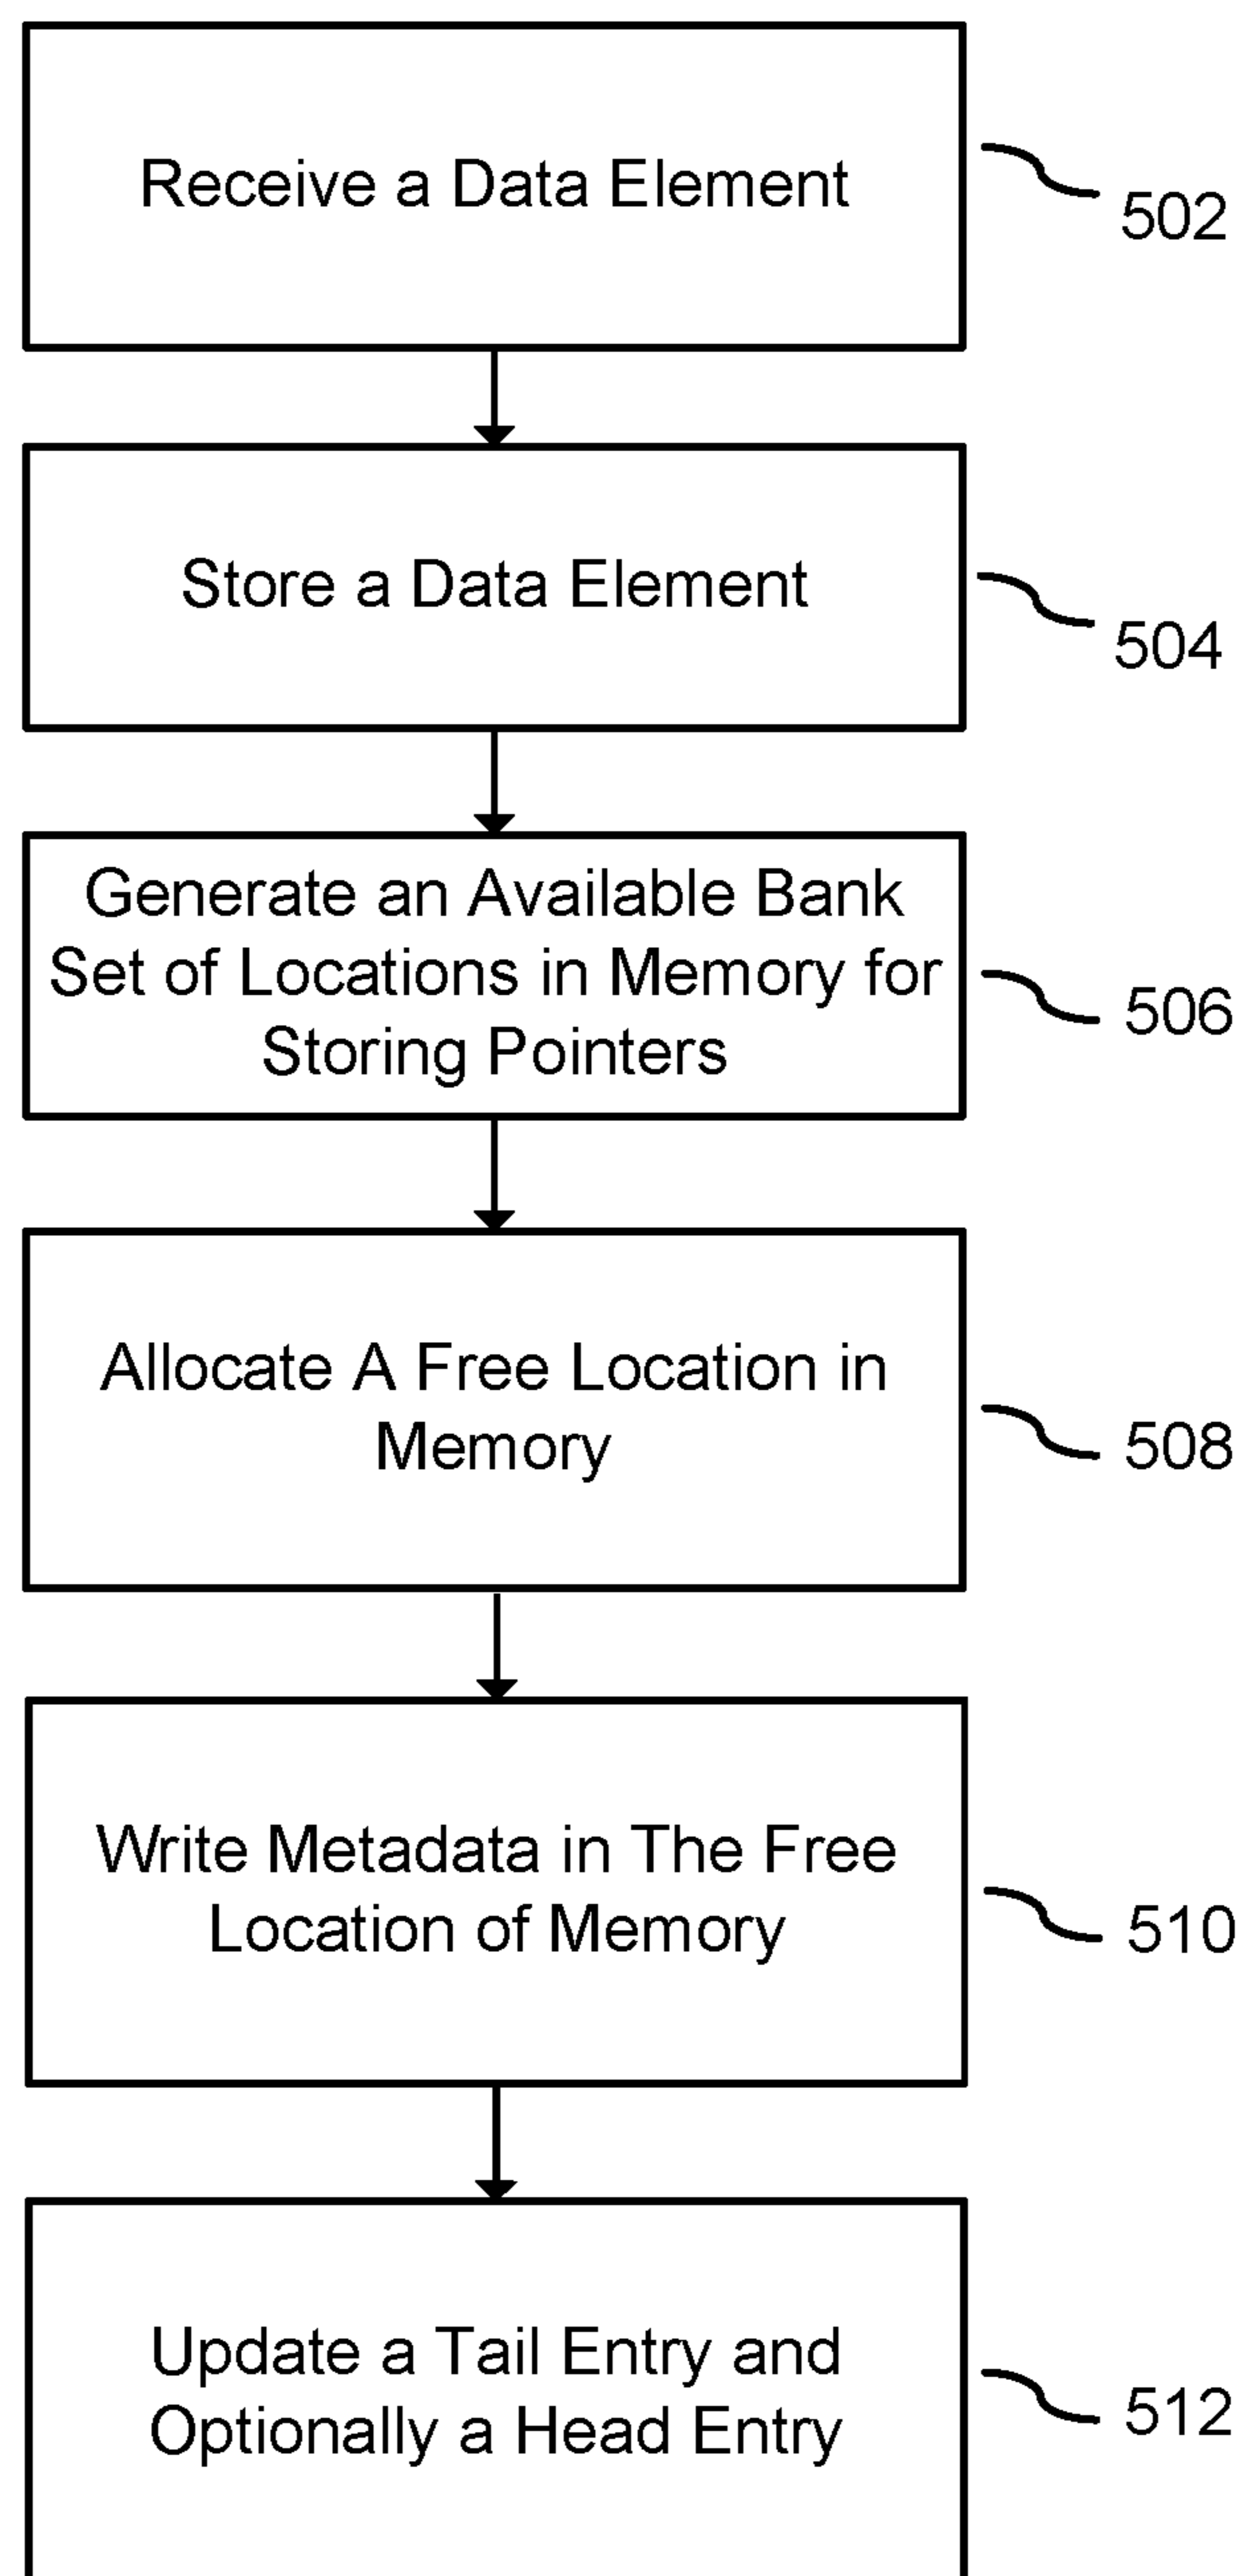 Receive a Data Element
502
Store a Data Element
504
Generate an Available Bank
Set of Locations in Memory for
Storing Pointers
506
Allocate A Free Location in
Memory
508
Write Metadata in The Free
Location of Memory
510
Update a Tail Entry and
Optionally a Head Entry
512